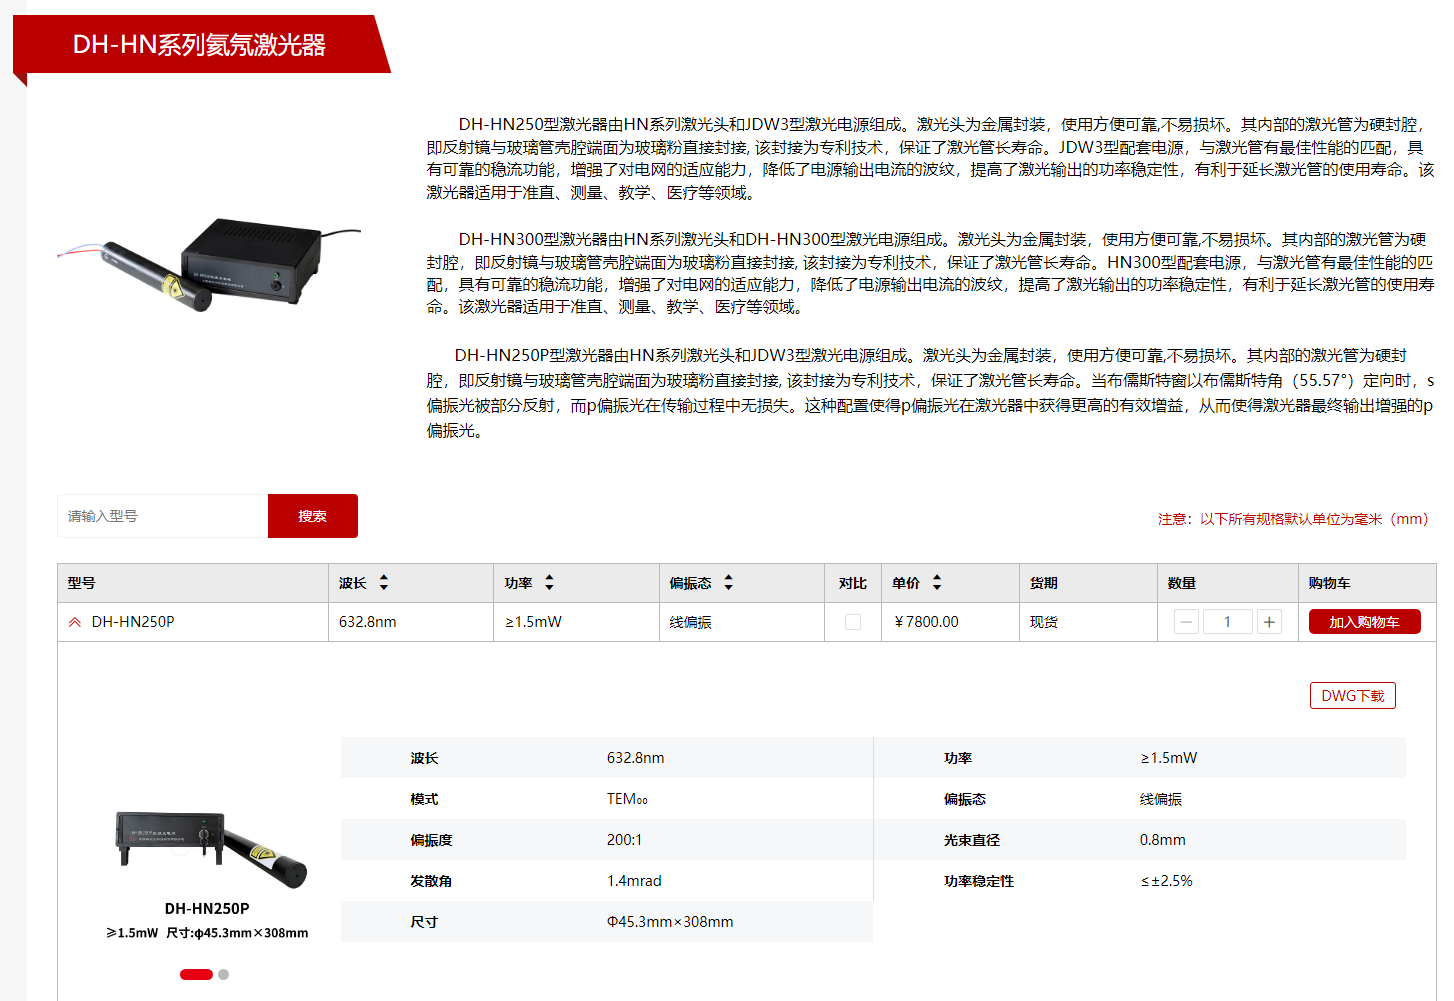 DH-HN系列氦氖激光器
DH-HN250型激光器由HN系列激光头和JDW3型激光电源组成。激光头为金属封装，使用方便可靠,不易损坏。其内部的激光管为硬封腔，
即反射镜与玻璃管壳腔端面为玻璃粉直接封接, 该封接为专利技术，保证了激光管长寿命。JDW3型配套电源，与激光管有最佳性能的匹配，具
有可靠的稳流功能，增强了对电网的适应能力，降低了电源输出电流的波纹，提高了激光输出的功率稳定性，有利于延长激光管的使用寿命。该
激光器适用于准直、测量、教学、医疗等领域。
DH-HN300型激光器由HN系列激光头和DH-HN300型激光电源组成。激光头为金属封装，使用方便可靠,不易损坏。其内部的激光管为硬
封腔，即反射镜与玻璃管壳腔端面为玻璃粉直接封接, 该封接为专利技术，保证了激光管长寿命。HN300型配套电源，与激光管有最佳性能的匹
配，具有可靠的稳流功能，增强了对电网的适应能力，降低了电源输出电流的波纹，提高了激光输出的功率稳定性，有利于延长激光管的使用寿
命。该激光器适用于准直、测量、教学、医疗等领域。
DH-HN250P型激光器由HN系列激光头和JDW3型激光电源组成。激光头为金属封装，使用方便可靠,不易损坏。其内部的激光管为硬封
腔，即反射镜与玻璃管壳腔端面为玻璃粉直接封接, 该封接为专利技术，保证了激光管长寿命。当布儒斯特窗以布儒斯特角（55.57°）定向时，s
偏振光被部分反射，而p偏振光在传输过程中无损失。这种配置使得p偏振光在激光器中获得更高的有效增益，从而使得激光器最终输出增强的p
偏振光。
请输入型号 搜索
注意：以下所有规格默认单位为毫米（mm）
型号 波长 功率 偏振态 对比 单价 货期 数量 购物车
DH-HN250P 632.8nm ≥1.5mW 线偏振 ￥7800.00 现货 − 1 + 加入购物车
DWG下载
波长 632.8nm 功率 ≥1.5mW
模式 TEM₀₀ 偏振态 线偏振
偏振度 200:1 光束直径 0.8mm
发散角 1.4mrad 功率稳定性 ≤±2.5%
尺寸 Φ45.3mm×308mm
DH-HN250P
≥1.5mW 尺寸:φ45.3mm×308mm